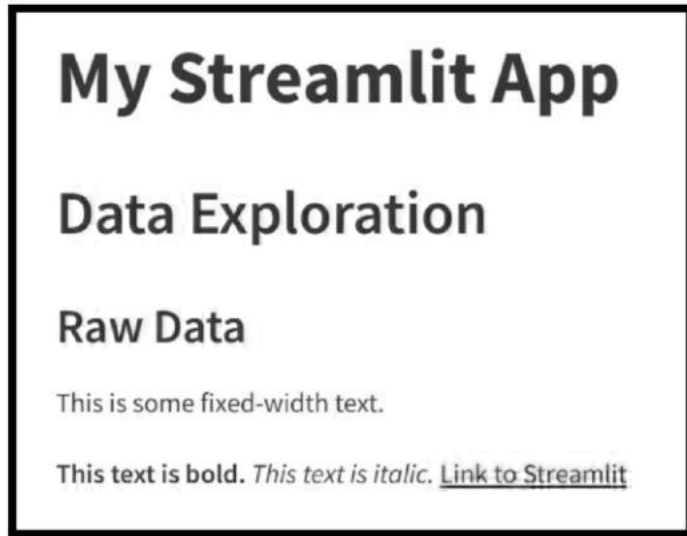 My Streamlit App
Data Exploration
Raw Data
This is some fixed-width text.
This text is bold. This text is italic. Link to Streamlit